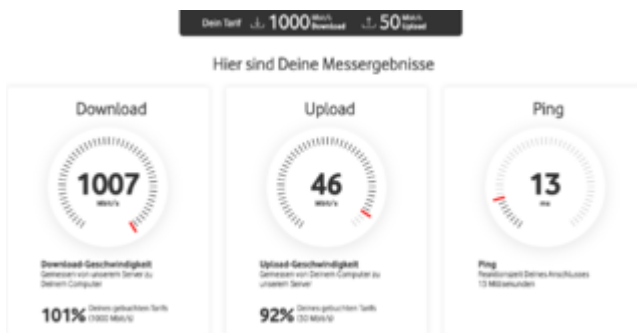 Dein Tarif 1000 Mbit/s Download 50 Mbit/s Upload
Hier sind Deine Messergebnisse
Download
1007
Mbit/s
Download-Geschwindigkeit
Gemessen von unserem Server zu
Deinem Computer
101% Deines gebuchten Tarifs
(1000 Mbit/s)
Upload
46
Mbit/s
Upload-Geschwindigkeit
Gemessen von Deinem Computer zu
unserem Server
92% Deines gebuchten Tarifs
(50 Mbit/s)
Ping
13
ms
Ping
Reaktionszeit Deines Anschlusses
13 Millisekunden